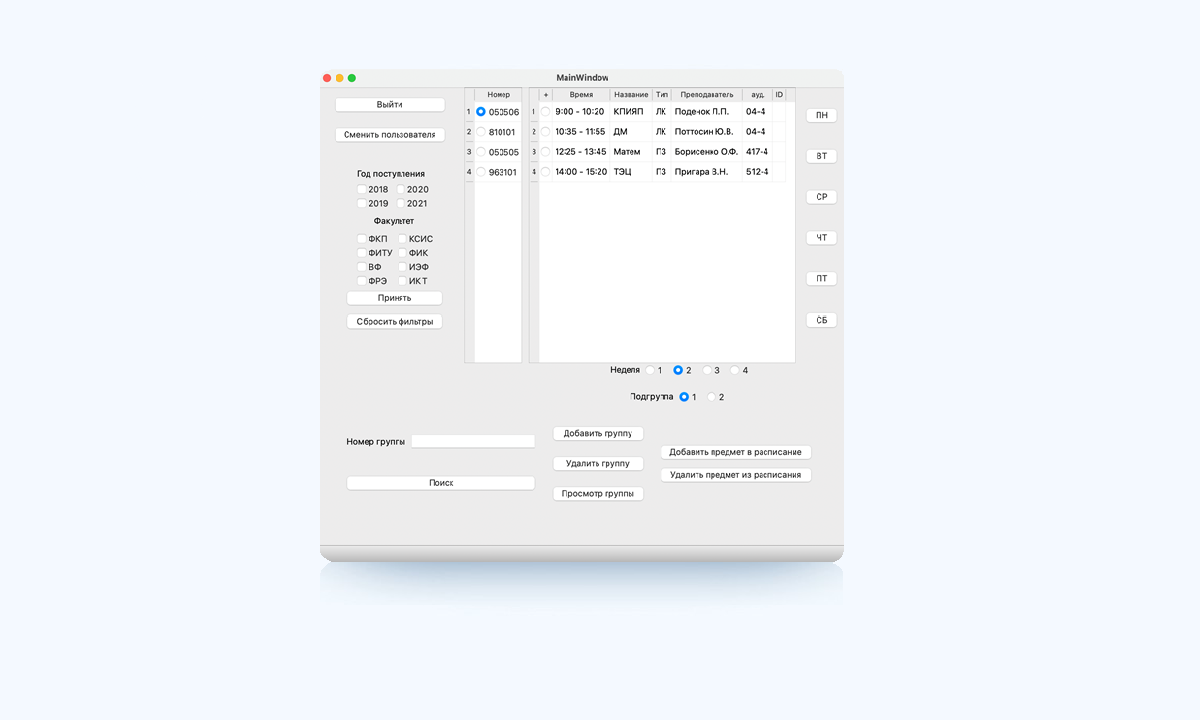 MainWindow
Выйти
Сменить пользователя
Год поступления
2018 2020
2019 2021
Факультет
ФКП КСИС
ФИТУ ФИК
ВФ ИЭФ
ФРЭ ИКТ
Принять
Сбросить фильтры
Номер
1 050506
2 810101
3 050505
4 963101
+ Время Название Тип Преподаватель ауд. ID
1 9:00 - 10:20 КПИЯП ЛК Поденок Л.П. 04-4
2 10:35 - 11:55 ДМ ЛК Поттосин Ю.В. 04-4
3 12:25 - 13:45 Матем ПЗ Борисенко О.Ф. 417-4
4 14:00 - 15:20 ТЭЦ ПЗ Пригара В.Н. 512-4
ПН
ВТ
СР
ЧТ
ПТ
СБ
Неделя 1 2 3 4
Подгруппа 1 2
Номер группы
Поиск
Добавить группу
Удалить группу
Просмотр группы
Добавить предмет в расписание
Удалить предмет из расписания